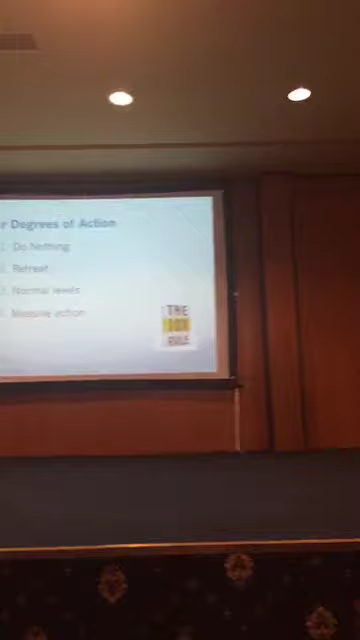 r Degrees of Action
Do Nothing
Retreat
Normal levels
Massive action
THE
10X
RULE